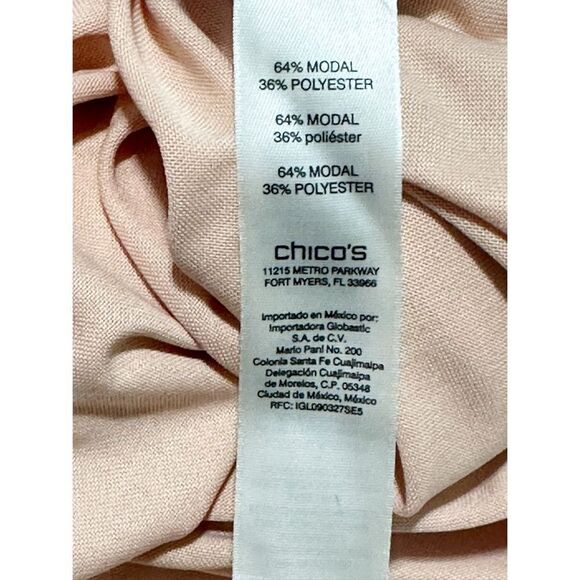 64% MODAL
36% POLYESTER
64% MODAL
36% poliéster
64% MODAL
36% POLYESTER
chico's
11215 METRO PARKWAY
FORT MYERS, FL 33966
Importado en México por:
Importadora Globastic
S.A. de C.V.
Mario Pani No. 200
Colonia Santa Fe Cuajimalpa
Delegación Cuajimalpa
de Morelos, C.P. 05348
Ciudad de México, México
RFC: IGL090327SE5